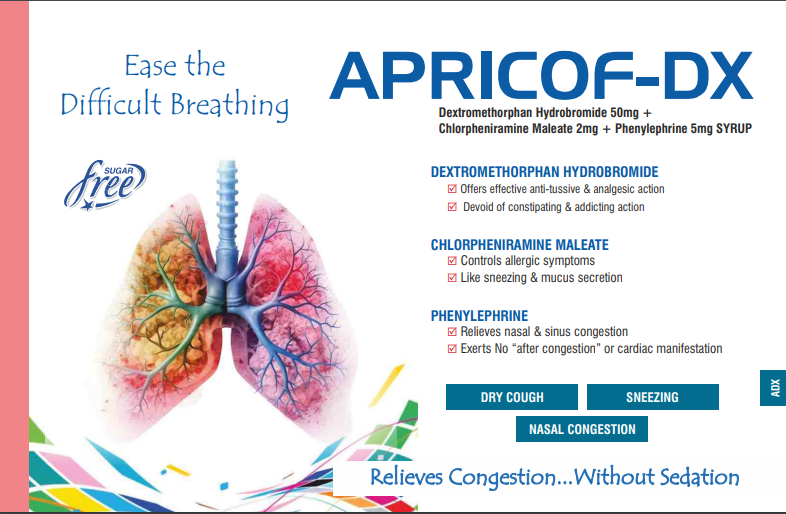 Ease the
Difficult Breathing
SUGAR
free
APRICOF-DX
Dextromethorphan Hydrobromide 50mg +
Chlorpheniramine Maleate 2mg + Phenylephrine 5mg SYRUP
DEXTROMETHORPHAN HYDROBROMIDE
Offers effective anti-tussive & analgesic action
Devoid of constipating & addicting action
CHLORPHENIRAMINE MALEATE
Controls allergic symptoms
Like sneezing & mucus secretion
PHENYLEPHRINE
Relieves nasal & sinus congestion
Exerts No “after congestion” or cardiac manifestation
DRY COUGH
SNEEZING
NASAL CONGESTION
ADX
Relieves Congestion...Without Sedation